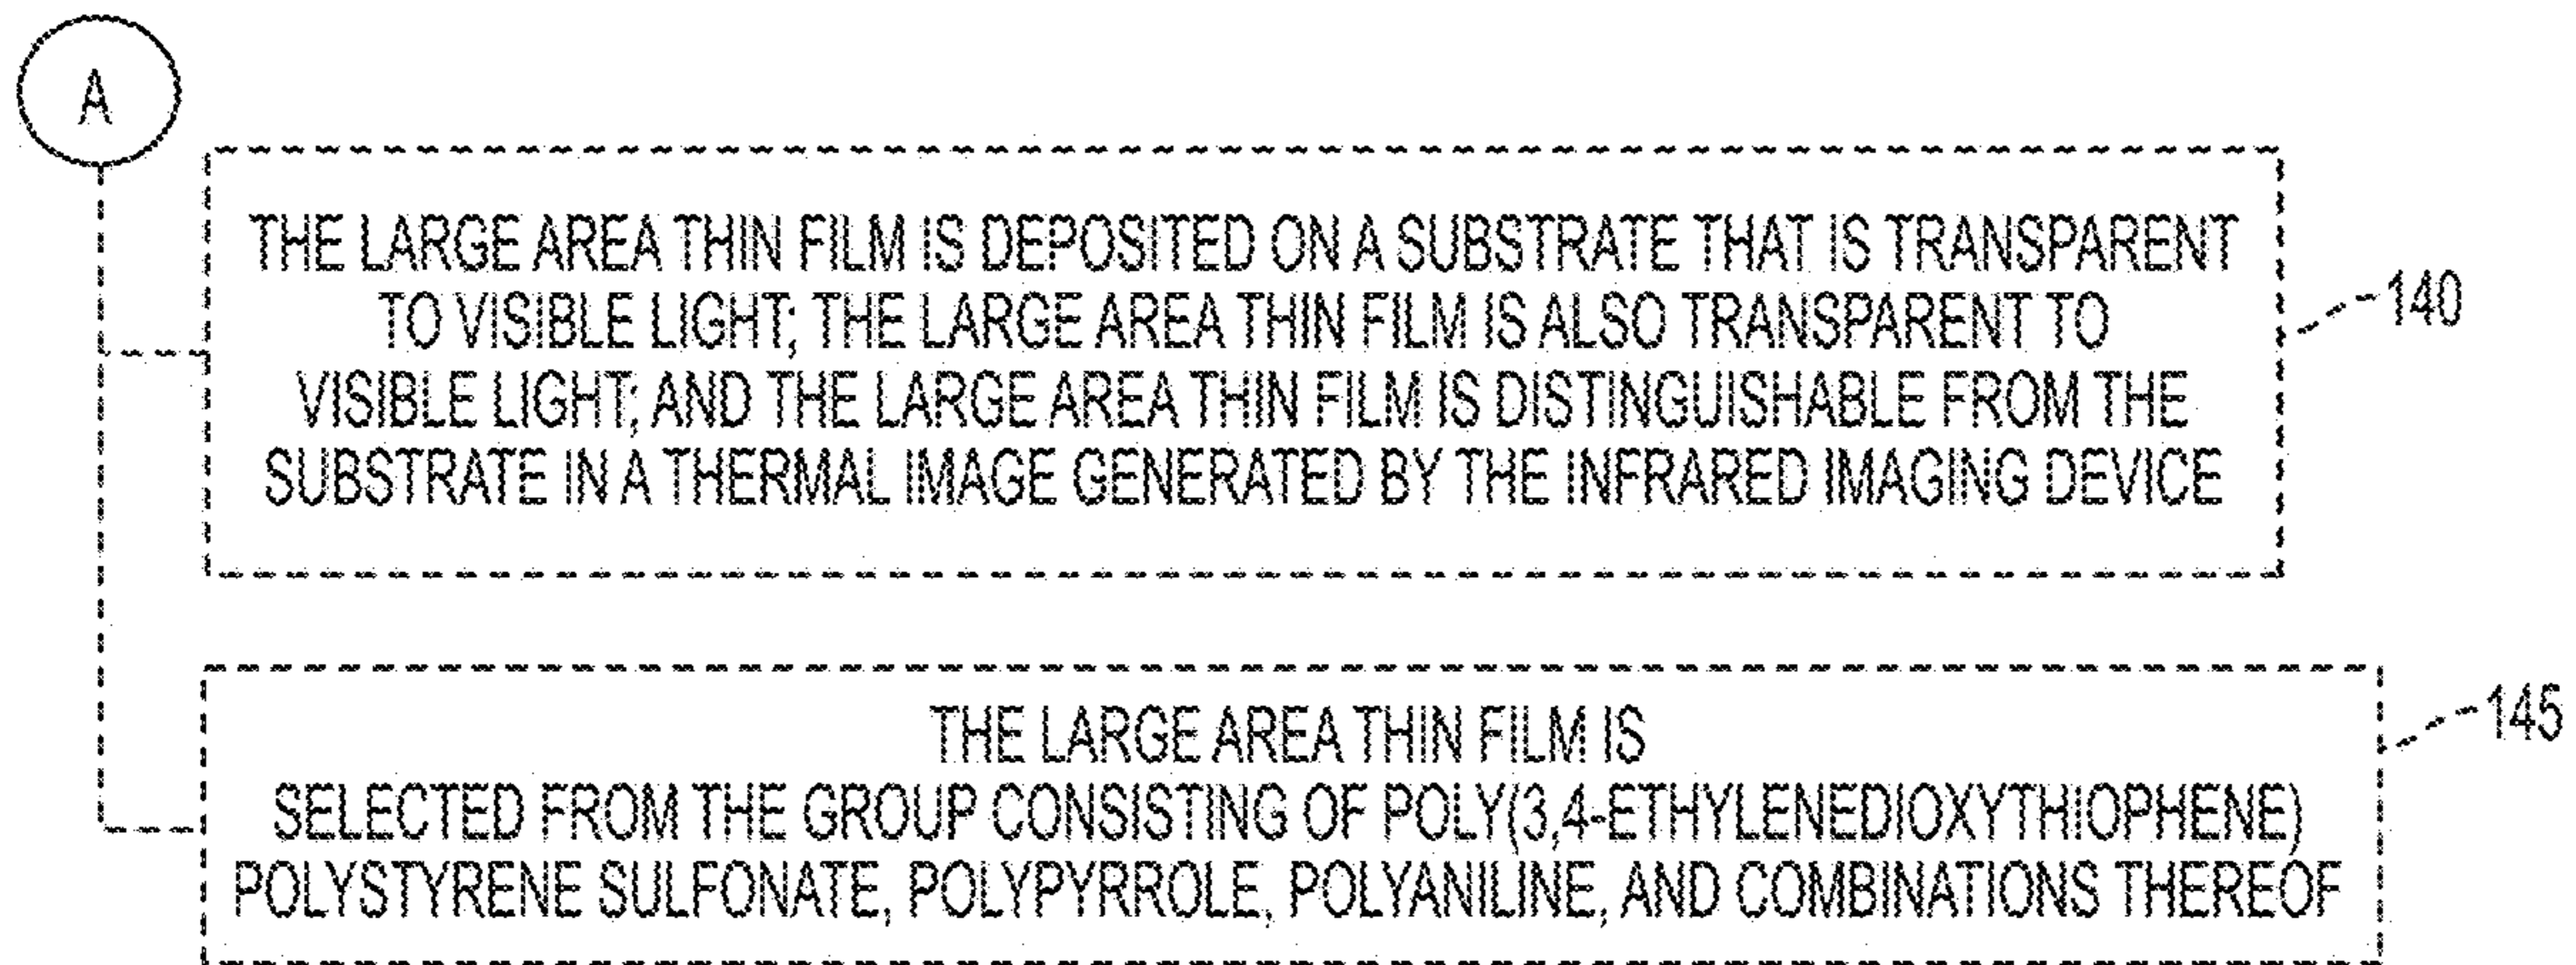 A
THE LARGE AREA THIN FILM IS DEPOSITED ON A SUBSTRATE THAT IS TRANSPARENT
TO VISIBLE LIGHT; THE LARGE AREA THIN FILM IS ALSO TRANSPARENT TO
VISIBLE LIGHT; AND THE LARGE AREA THIN FILM IS DISTINGUISHABLE FROM THE
SUBSTRATE IN A THERMAL IMAGE GENERATED BY THE INFRARED IMAGING DEVICE
140
THE LARGE AREA THIN FILM IS
SELECTED FROM THE GROUP CONSISTING OF POLY(3,4-ETHYLENEDIOXYTHIOPHENE)
POLYSTYRENE SULFONATE, POLYPYRROLE, POLYANILINE, AND COMBINATIONS THEREOF
145